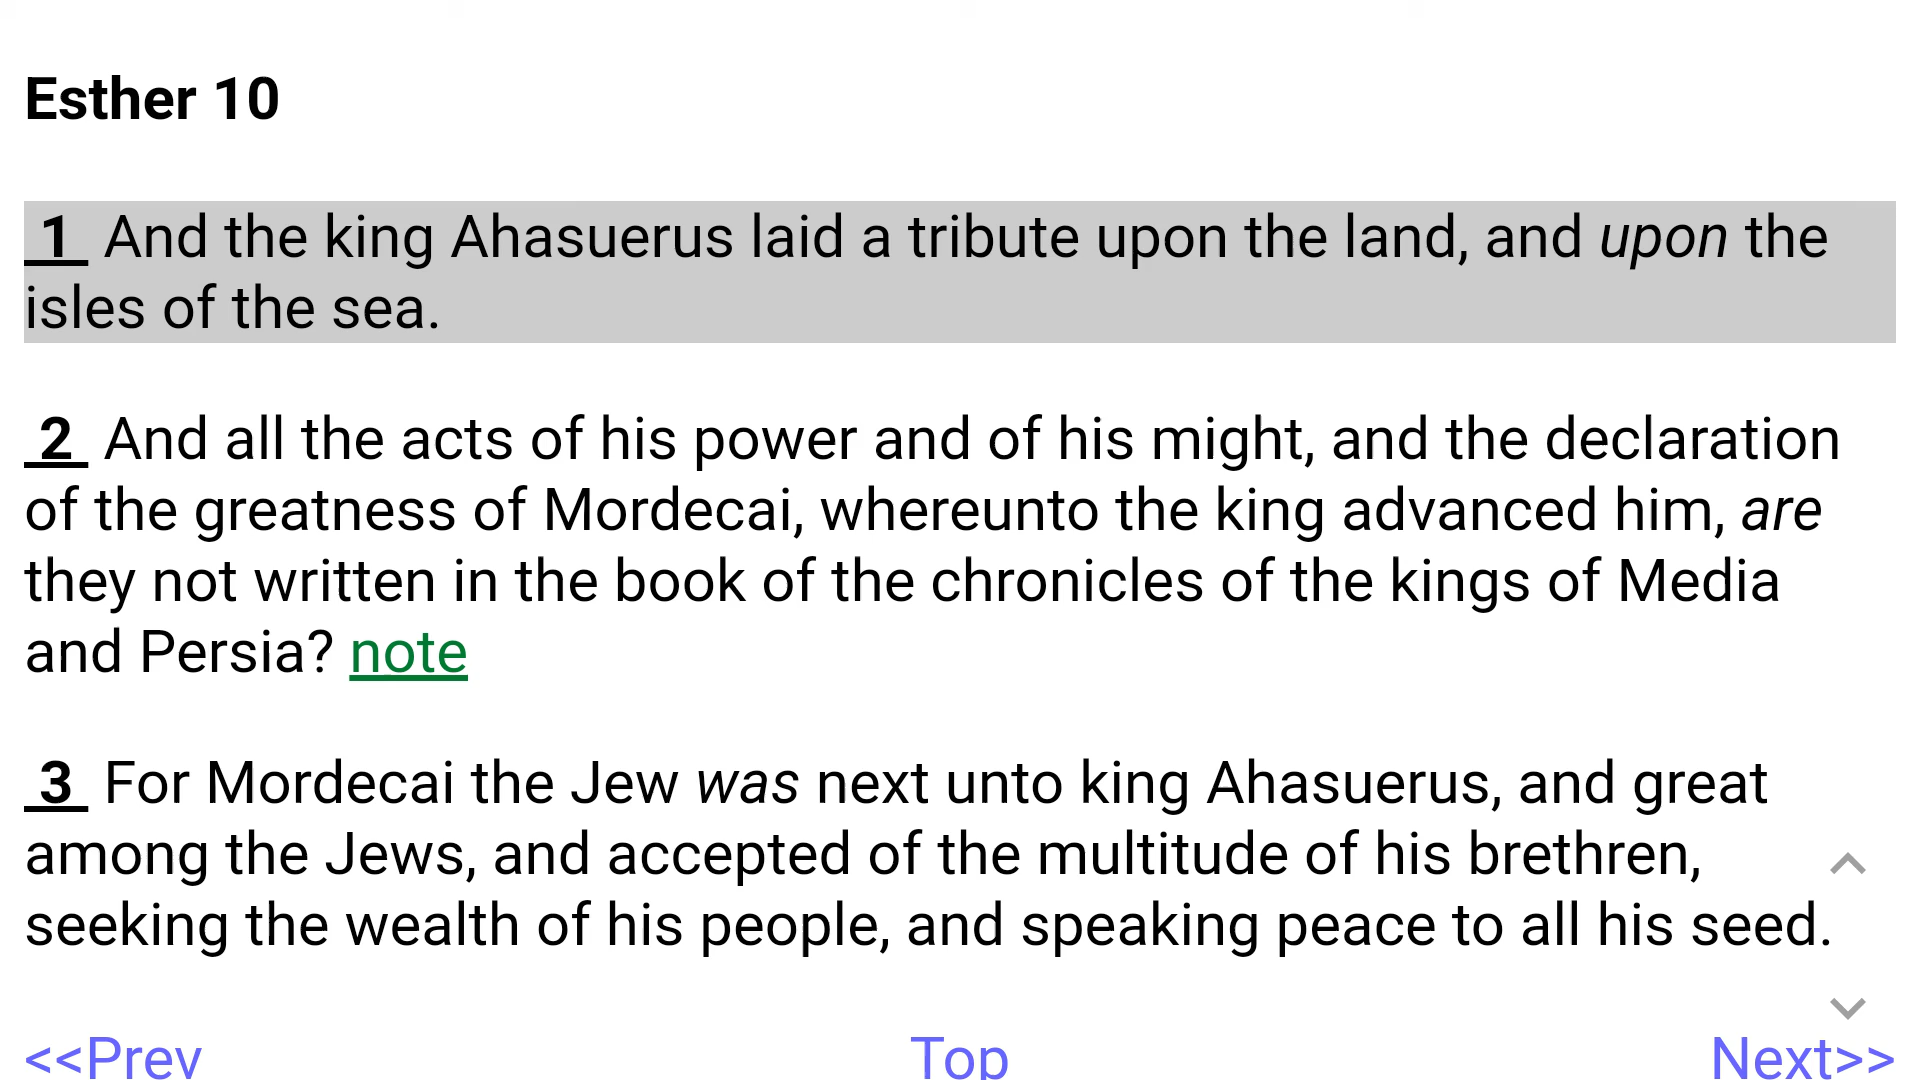 Esther 10
1 And the king Ahasuerus laid a tribute upon the land, and upon the
isles of the sea.
2 And all the acts of his power and of his might, and the declaration
of the greatness of Mordecai, whereunto the king advanced him, are
they not written in the book of the chronicles of the kings of Media
and Persia? note
3 For Mordecai the Jew was next unto king Ahasuerus, and great
among the Jews, and accepted of the multitude of his brethren,
seeking the wealth of his people, and speaking peace to all his seed.
<<Prev Top Next>>